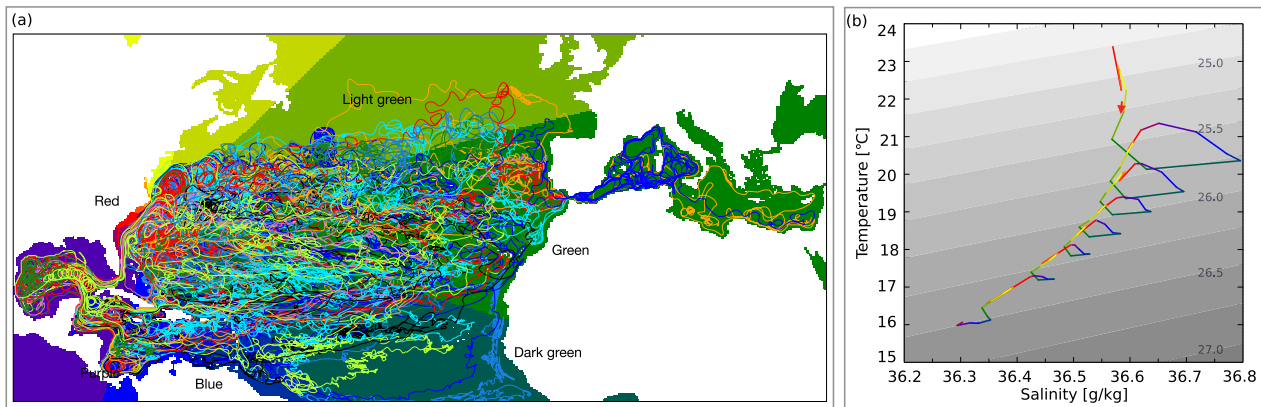 (a)
Light green
Red
Green
Dark green
Purple
Blue
(b)
Temperature [°C]
24
23
22
21
20
19
18
17
16
15
25.0
25.5
26.0
26.5
27.0
36.2 36.3 36.4 36.5 36.6 36.7 36.8
Salinity [g/kg]